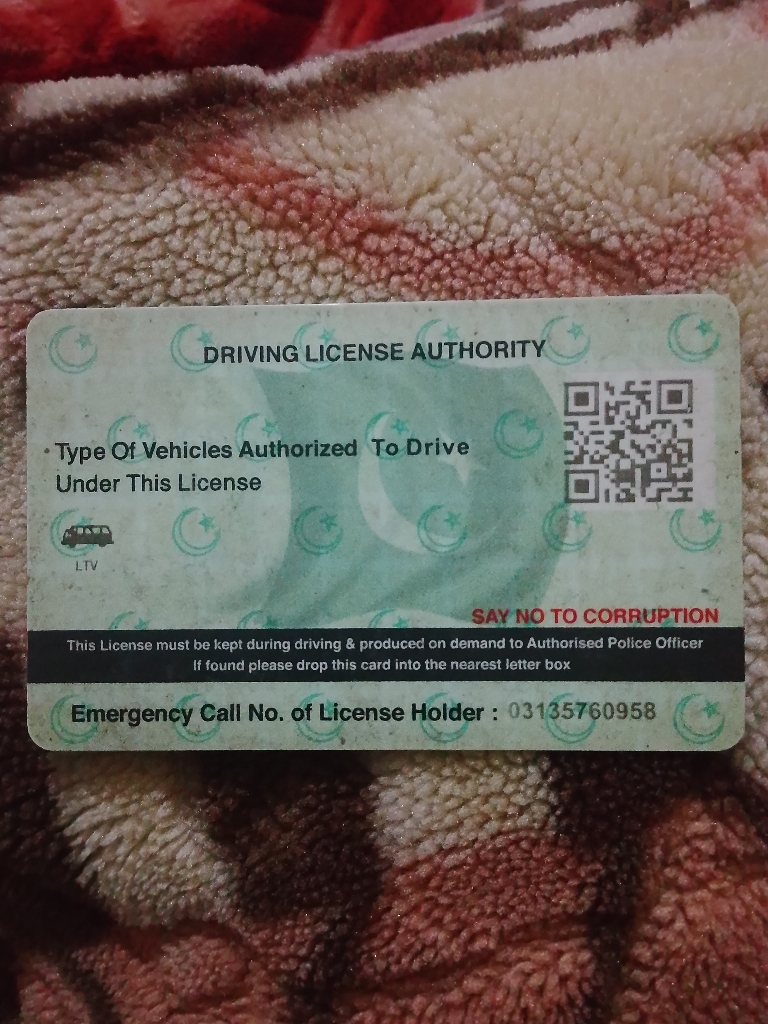 DRIVING LICENSE AUTHORITY
Type Of Vehicles Authorized To Drive
Under This License
LTV
SAY NO TO CORRUPTION
This License must be kept during driving & produced on demand to Authorised Police Officer
If found please drop this card into the nearest letter box
Emergency Call No. of License Holder : 03135760958